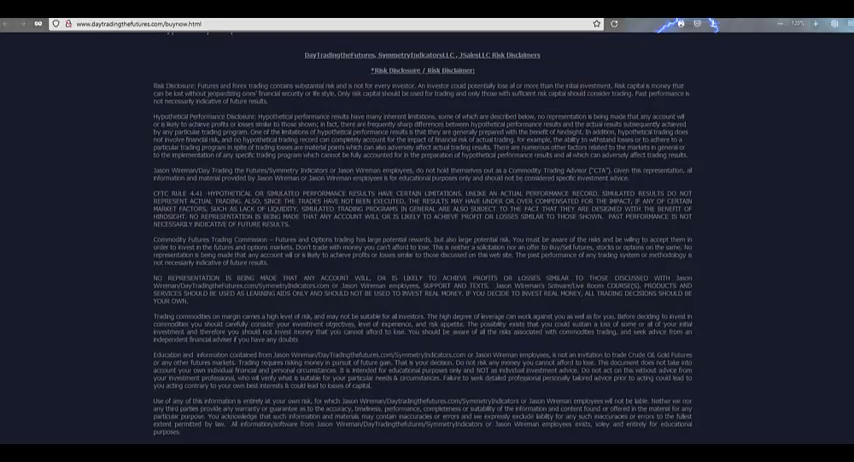 www.daytradingthefutures.com/buynow.html
120%
DayTradingtheFutures, SymmetryIndicatorsLLC, JSalesLLC Risk Disclaimers
*Risk Disclosure / Risk Disclaimer:
Risk Disclosure: Futures and forex trading contains substantial risk and is not for every investor. An investor could potentially lose all or more than the initial investment. Risk capital is money that
can be lost without jeopardizing ones' financial security or life style. Only risk capital should be used for trading and only those with sufficient risk capital should consider trading. Past performance is
not necessarily indicative of future results.
Hypothetical Performance Disclosure: Hypothetical performance results have many inherent limitations, some of which are described below, no representation is being made that any account will
or is likely to achieve profits or losses similar to those shown; in fact, there are frequently sharp differences between hypothetical performance results and the actual results subsequently achieved
by any particular trading program. One of the limitations of hypothetical performance results is that they are generally prepared with the benefit of hindsight. In addition, hypothetical trading does
not involve financial risk, and no hypothetical trading record can completely account for the impact of financial risk of actual trading. for example, the ability to withstand losses or to adhere to a
particular trading program in spite of trading losses are material points which can also adversely affect actual trading results. There are numerous other factors related to the markets in general or
to the implementation of any specific trading program which cannot be fully accounted for in the preparation of hypothetical performance results and all which can adversely affect trading results.
Jason Wireman/Day Trading the Futures/Symmetry Indicators or Jason Wireman employees, do not hold themselves out as a Commodity Trading Advisor ("CTA"). Given this representation, all
information and material provided by Jason Wireman or Jason Wireman employees is for educational purposes only and should not be considered specific investment advice.
CFTC RULE 4.41 -HYPOTHETICAL OR SIMULATED PERFORMANCE RESULTS HAVE CERTAIN LIMITATIONS. UNLIKE AN ACTUAL PERFORMANCE RECORD, SIMULATED RESULTS DO NOT
REPRESENT ACTUAL TRADING. ALSO, SINCE THE TRADES HAVE NOT BEEN EXECUTED, THE RESULTS MAY HAVE UNDER OR OVER COMPENSATED FOR THE IMPACT, IF ANY, OF CERTAIN
MARKET FACTORS, SUCH AS LACK OF LIQUIDITY. SIMULATED TRADING PROGRAMS IN GENERAL ARE ALSO SUBJECT TO THE FACT THAT THEY ARE DESIGNED WITH THE BENEFIT OF
HINDSIGHT. NO REPRESENTATION IS BEING MADE THAT ANY ACCOUNT WILL OR IS LIKELY TO ACHIEVE PROFIT OR LOSSES SIMILAR TO THOSE SHOWN. PAST PERFORMANCE IS NOT
NECESSARILY INDICATIVE OF FUTURE RESULTS.
Commodity Futures Trading Commission – Futures and Options trading has large potential rewards, but also large potential risk. You must be aware of the risks and be willing to accept them in
order to invest in the futures and options markets. Don't trade with money you can't afford to lose. This is neither a solicitation nor an offer to Buy/Sell futures, stocks or options on the same. No
representation is being made that any account will or is likely to achieve profits or losses similar to those discussed on this web site. The past performance of any trading system or methodology is
not necessarily indicative of future results.
NO REPRESENTATION IS BEING MADE THAT ANY ACCOUNT WILL, OR IS LIKELY TO ACHIEVE PROFITS OR LOSSES SIMILAR TO THOSE DISCUSSED WITH Jason
Wireman/DayTradingthefutures.com/SymmetryIndicators.com or Jason Wireman employees, SUPPORT AND TEXTS. Jason Wireman's Sotware/Live Room COURSE(S). PRODUCTS AND
SERVICES SHOULD BE USED AS LEARNING AIDS ONLY AND SHOULD NOT BE USED TO INVEST REAL MONEY. IF YOU DECIDE TO INVEST REAL MONEY, ALL TRADING DECISIONS SHOULD BE
YOUR OWN.
Trading commodities on margin carries a high level of risk, and may not be suitable for all investors. The high degree of leverage can work against you as well as for you. Before deciding to invest in
commodities you should carefully consider your investment objectives, level of experience, and risk appetite. The possibility exists that you could sustain a loss of some or all of your initial
investment and therefore you should not invest money that you cannot afford to lose. You should be aware of all the risks associated with commodities trading, and seek advice from an
independent financial adviser if you have any doubts
Education and information contained from Jason Wireman/DayTradingthefutures.com/SymmetryIndicators.com or Jason Wireman employees, is not an invitation to trade Crude Oil, Gold Futures
or any other futures markets. Trading requires risking money in pursuit of future gain. That is your decision. Do not risk any money you cannot afford to lose. This document does not take into
account your own individual financial and personal circumstances. It is intended for educational purposes only and NOT as individual investment advice. Do not act on this without advice from
your investment professional, who will verify what is suitable for your particular needs & circumstances. Failure to seek detailed professional personally tailored advice prior to acting could lead to
you acting contrary to your own best interests & could lead to losses of capital.
Use of any of this information is entirely at your own risk, for which Jason Wireman/Daytradingthefutures.com/SymmetryIndicators or Jason Wireman employees will not be liable. Neither we nor
any third parties provide any warranty or guarantee as to the accuracy, timeliness, performance, completeness or suitability of the information and content found or offered in the material for any
particular purpose. You acknowledge that such information and materials may contain inaccuracies or errors and we expressly exclude liability for any such inaccuracies or errors to the fullest
extent permitted by law. All information/software from Jason Wireman/Daytradingthefutures/SymmetryIndicators or Jason Wireman employees exists, soley and entirely for educational
purposes.